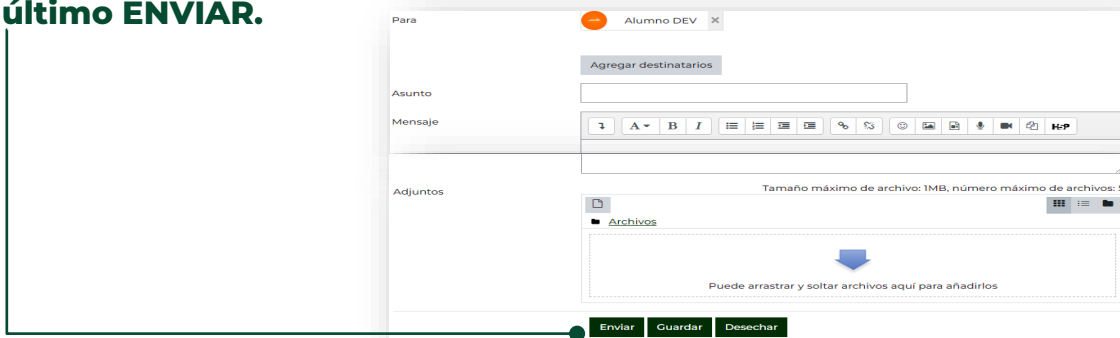 último ENVIAR.
Para
Alumno DEV ×
Agregar destinatarios
Asunto
Mensaje
A B I H-P
Adjuntos
Tamaño máximo de archivo: 1MB, número máximo de archivos: 5
Archivos
Puede arrastrar y soltar archivos aquí para añadirlos
Enviar Guardar Desechar